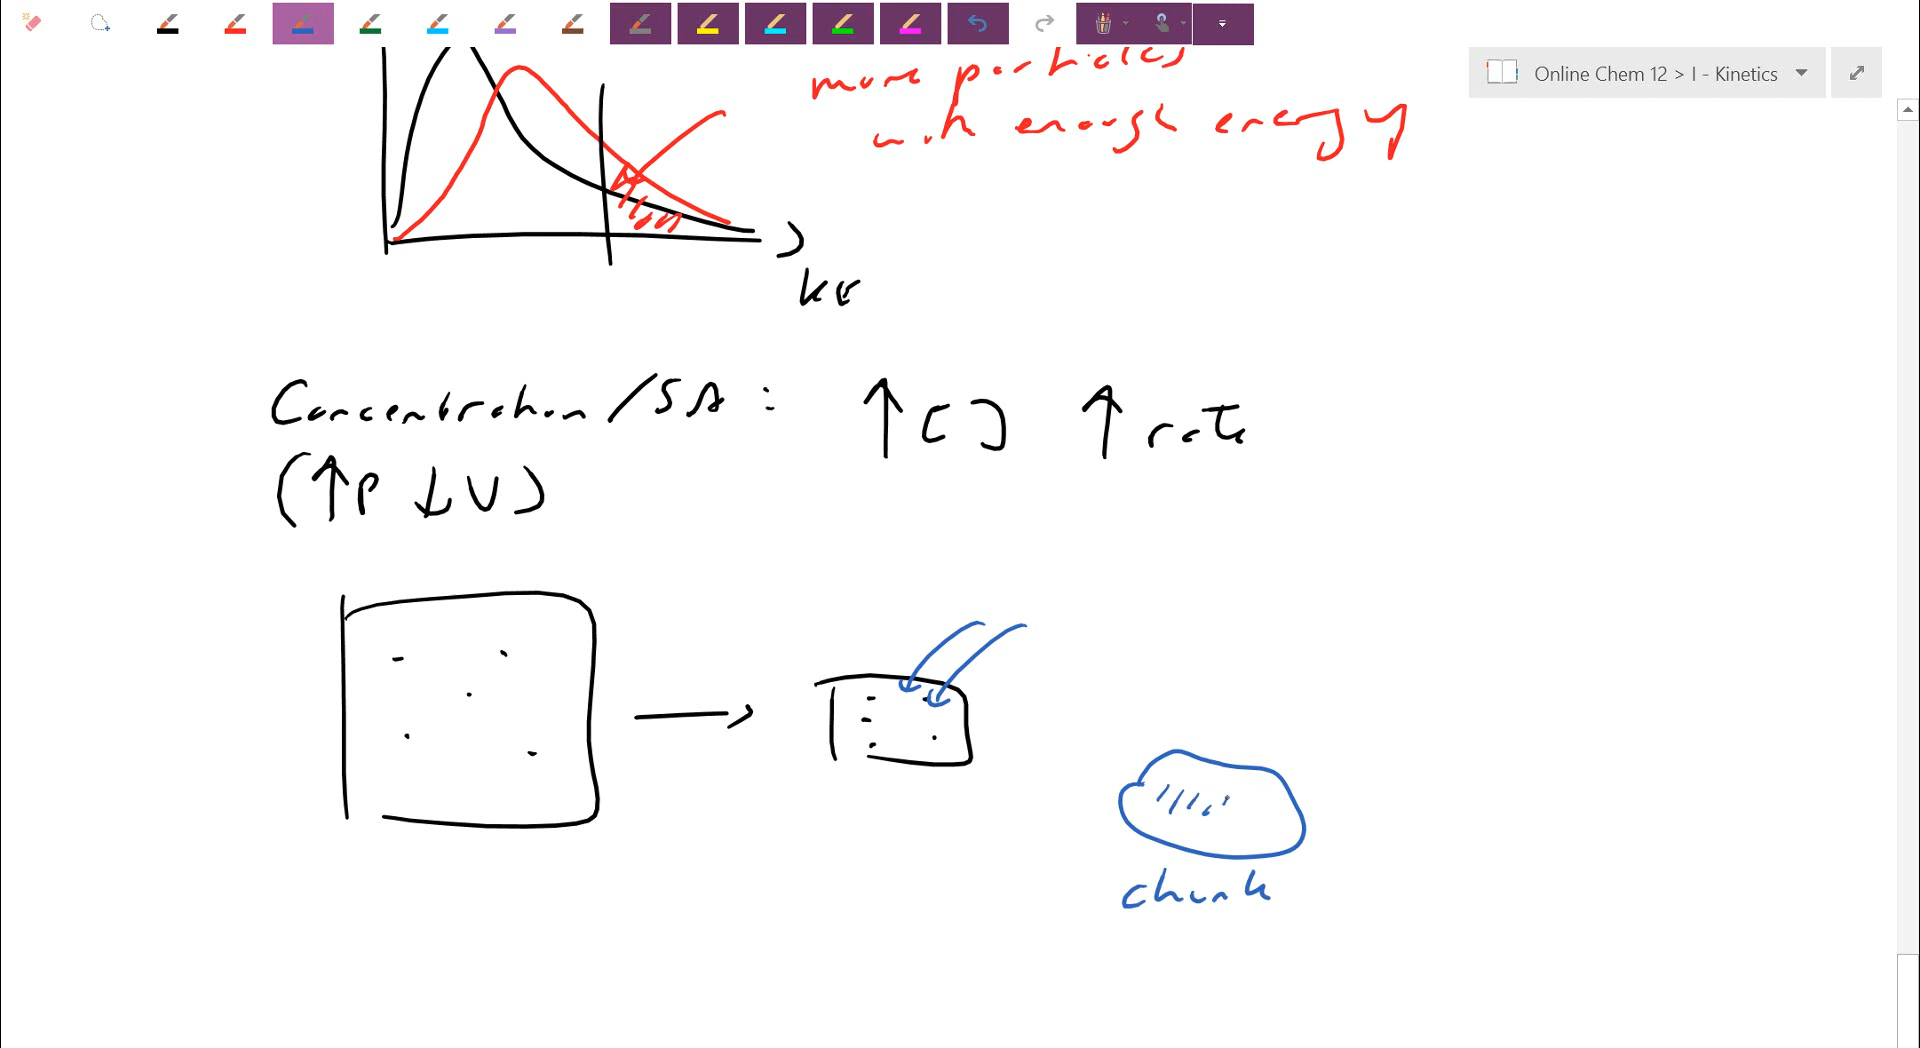 Online Chem 12 > I - Kinetics
more particles
with enough energy
KE
Concentration/SA : ↑[ ] ↑rate
(↑P ↓V)
chunk